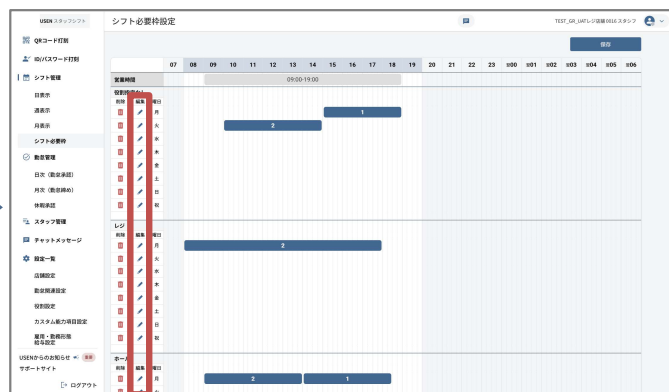 USEN スタッフシフト
シフト必要枠設定
TEST_GR_UATレジ店舗 0816 スタッフ
QRコード打刻
ID/パスワード打刻
シフト管理
日表示
週表示
月表示
シフト必要枠
勤怠管理
日次（勤怠承認）
月次（勤怠締め）
休暇承認
スタッフ管理
チャットメッセージ
設定一覧
店舗設定
勤怠関連設定
役割設定
カスタム能力項目設定
雇用・勤務形態
給与設定
USENからのお知らせ
サポートサイト
ログアウト
保存
07 08 09 10 11 12 13 14 15 16 17 18 19 20 21 22 23 翌00 翌01 翌02 翌03 翌04 翌05 翌06
営業時間
09:00-19:00
削除 編集 曜日
月 1
火 2
水
木
金
土
日
祝
レジ
削除 編集 曜日
月 2
火
水
木
金
土
日
祝
ホール
削除 編集 曜日
月 2 1